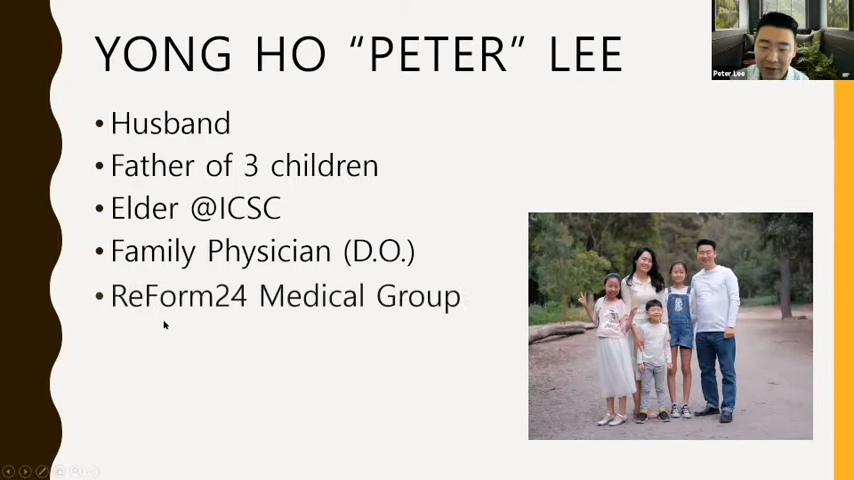 YONG HO “PETER” LEE
• Husband
• Father of 3 children
• Elder @ICSC
• Family Physician (D.O.)
• ReForm24 Medical Group
Peter Lee